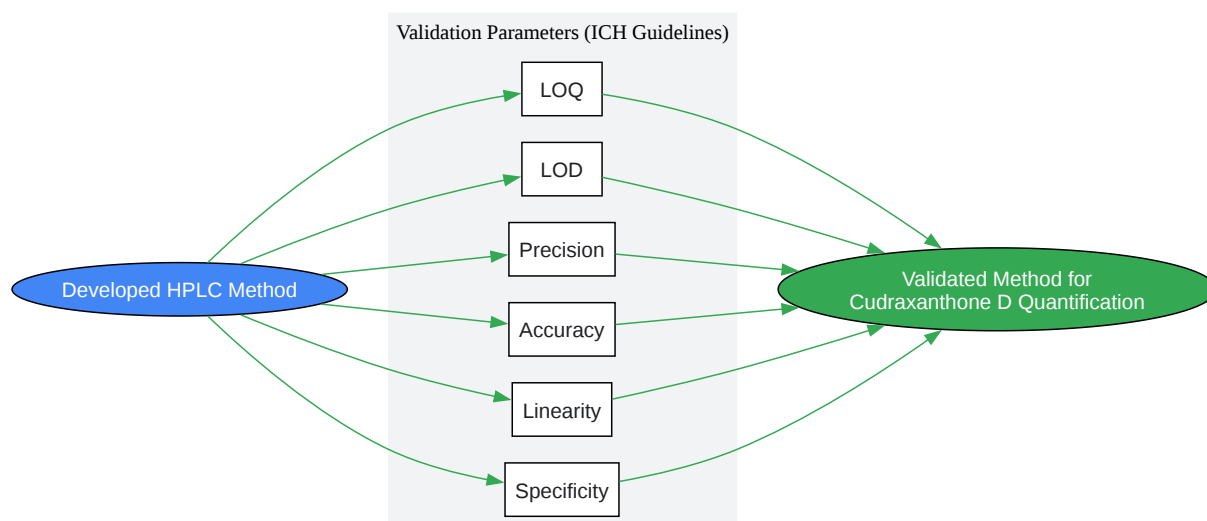 Validation Parameters (ICH Guidelines)
LOQ
LOD
Precision
Accuracy
Linearity
Specificity
Developed HPLC Method
Validated Method for
Cudraxanthone D Quantification